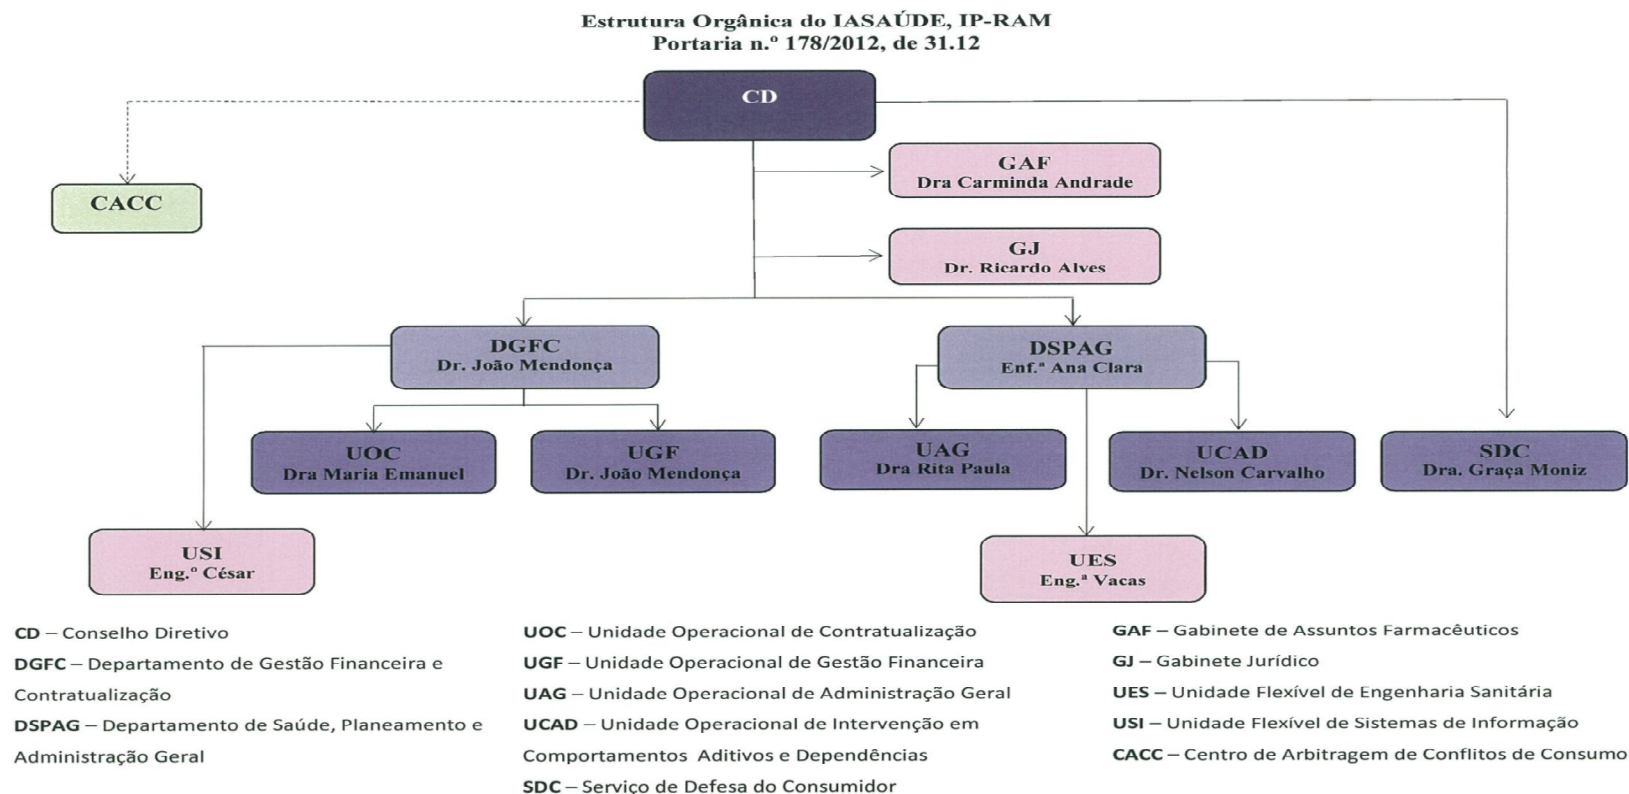 Estrutura Orgânica do IASAÚDE, IP-RAM
Portaria n.º 178/2012, de 31.12
CD
CACC
GAF
Dra Carminda Andrade
GJ
Dr. Ricardo Alves
DGFC
Dr. João Mendonça
DSPAG
Enf.ª Ana Clara
UOC
Dra Maria Emanuel
UGF
Dr. João Mendonça
UAG
Dra Rita Paula
UCAD
Dr. Nelson Carvalho
SDC
Dra. Graça Moniz
USI
Eng.º César
UES
Eng.ª Vacas
CD – Conselho Diretivo
DGFC – Departamento de Gestão Financeira e
Contratualização
DSPAG – Departamento de Saúde, Planeamento e
Administração Geral
UOC – Unidade Operacional de Contratualização
UGF – Unidade Operacional de Gestão Financeira
UAG – Unidade Operacional de Administração Geral
UCAD – Unidade Operacional de Intervenção em
Comportamentos Aditivos e Dependências
SDC – Serviço de Defesa do Consumidor
GAF – Gabinete de Assuntos Farmacêuticos
GJ – Gabinete Jurídico
UES – Unidade Flexível de Engenharia Sanitária
USI – Unidade Flexível de Sistemas de Informação
CACC – Centro de Arbitragem de Conflitos de Consumo